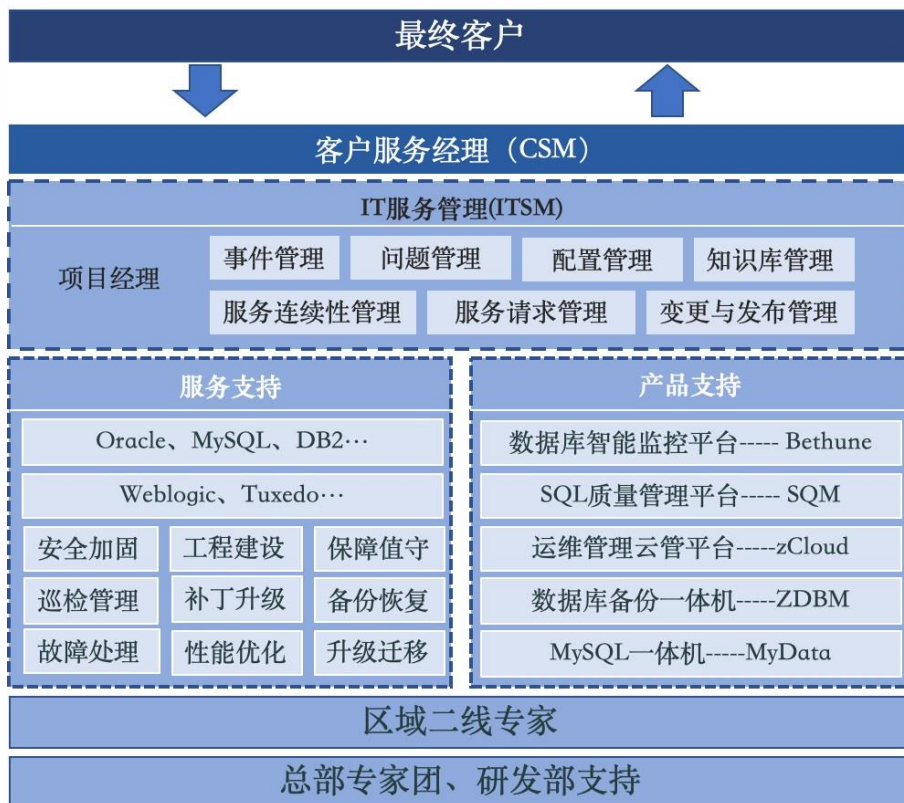 最终客户
客户服务经理（CSM）
IT服务管理(ITSM)
项目经理
事件管理 问题管理 配置管理 知识库管理
服务连续性管理 服务请求管理 变更与发布管理
服务支持
Oracle、MySQL、DB2…
Weblogic、Tuxedo…
安全加固 工程建设 保障值守
巡检管理 补丁升级 备份恢复
故障处理 性能优化 升级迁移
产品支持
数据库智能监控平台----- Bethune
SQL质量管理平台----- SQM
运维管理云管平台-----zCloud
数据库备份一体机-----ZDBM
MySQL一体机-----MyData
区域二线专家
总部专家团、研发部支持